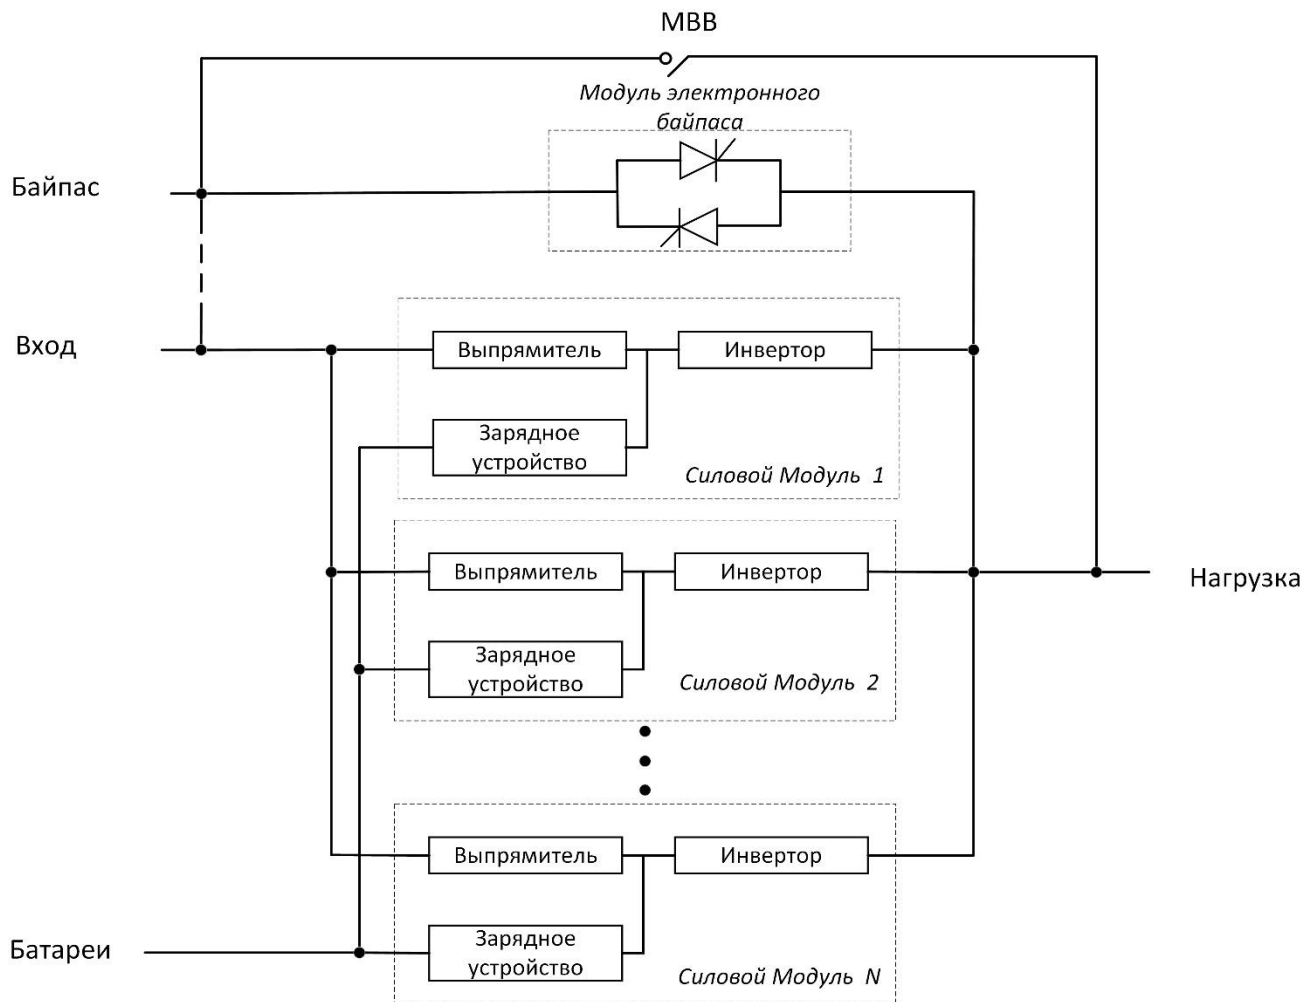 МВВ
Модуль электронного
байпаса
Байпас
Вход
Выпрямитель
Инвертор
Зарядное
устройство
Силовой Модуль 1
Выпрямитель
Инвертор
Нагрузка
Зарядное
устройство
Силовой Модуль 2
Выпрямитель
Инвертор
Батареи
Зарядное
устройство
Силовой Модуль N